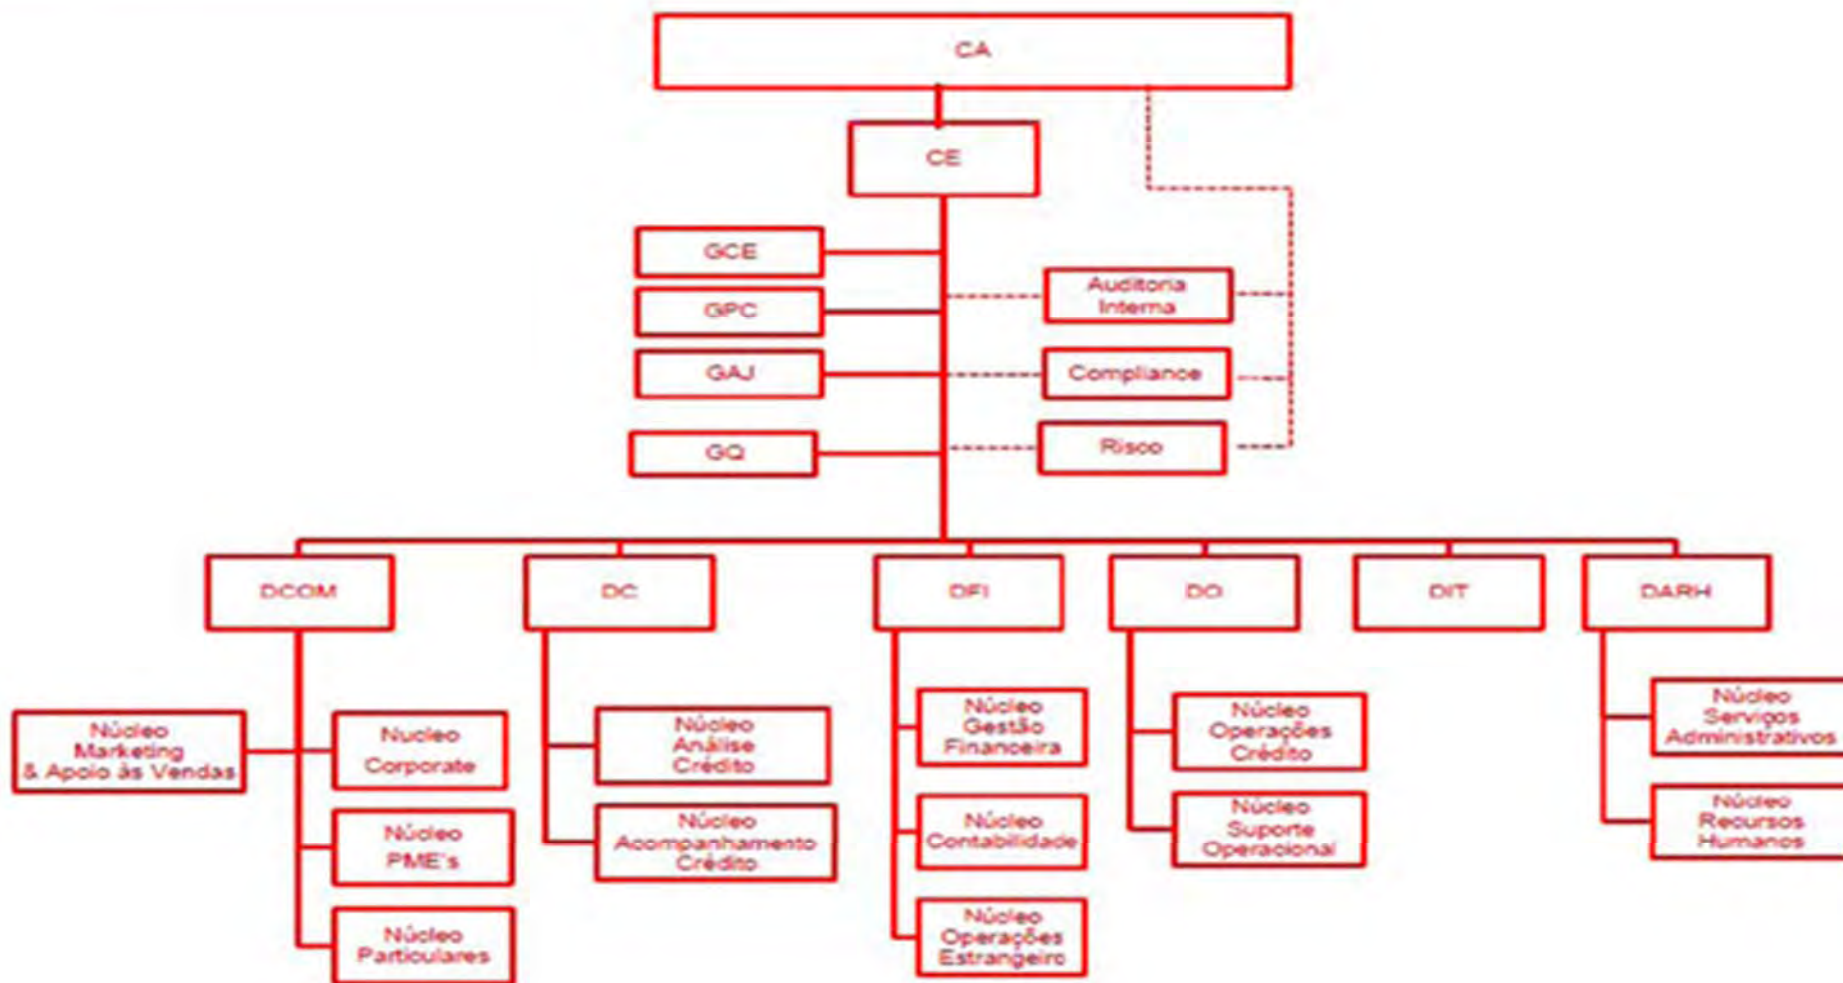 CA
CE
GCE
GPC
GAJ
GQ
Auditoria
Interna
Compliance
Risco
DCOM
DC
DFI
DO
DIT
DARH
Núcleo
Marketing
& Apoio às Vendas
Nucleo
Corporate
Núcleo
PME's
Núcleo
Particulares
Núcleo
Análise
Crédito
Núcleo
Acompanhamento
Crédito
Núcleo
Gestão
Financeira
Núcleo
Contabilidade
Núcleo
Operações
Estrangeiro
Núcleo
Operações
Crédito
Núcleo
Suporte
Operacional
Núcleo
Serviços
Administrativos
Núcleo
Recursos
Humanos